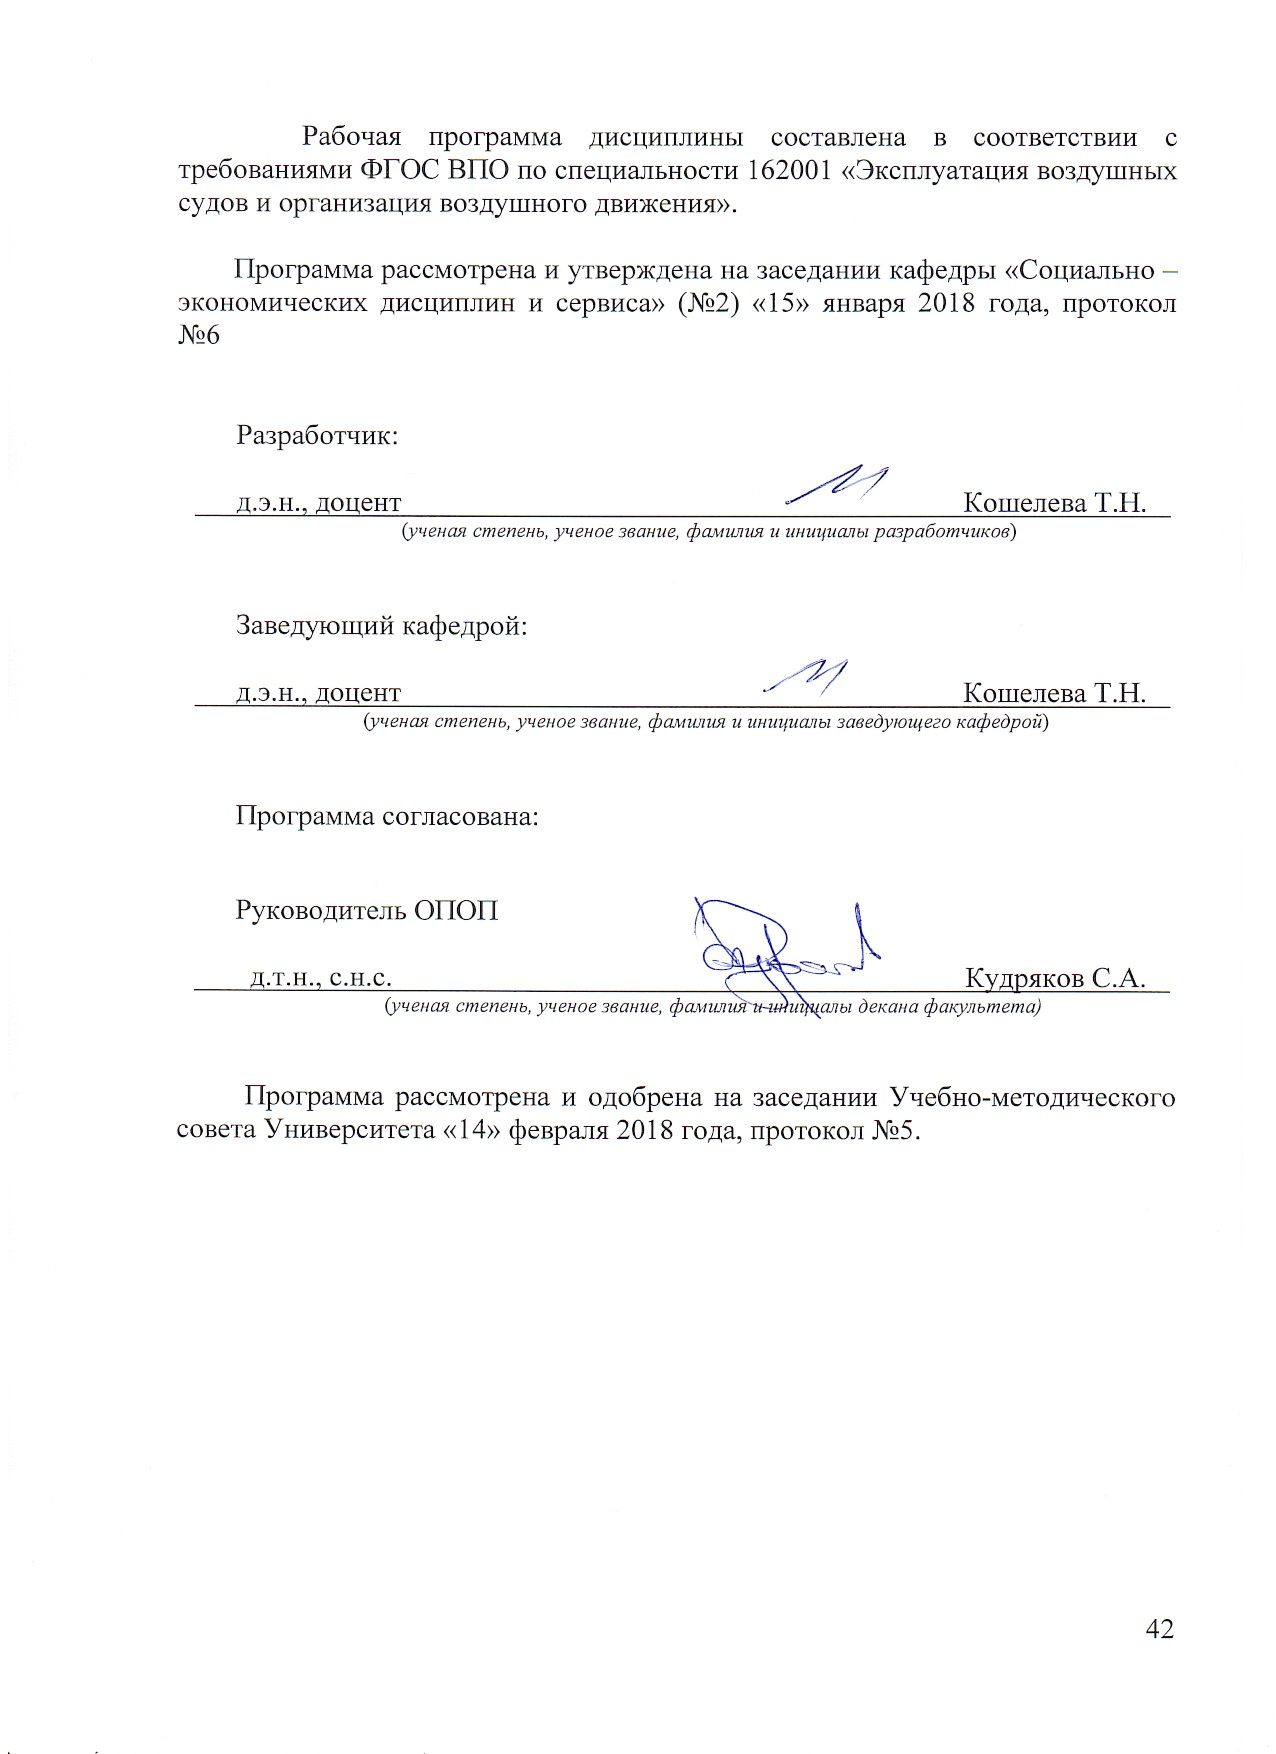 Рабочая программа дисциплины составлена в соответствии с
требованиями ФГОС ВПО по специальности 162001 «Эксплуатация воздушных
судов и организация воздушного движения».
Программа рассмотрена и утверждена на заседании кафедры «Социально –
экономических дисциплин и сервиса» (№2) «15» января 2018 года, протокол
№6
Разработчик:
д.э.н., доцент Кошелева Т.Н.
(ученая степень, ученое звание, фамилия и инициалы разработчиков)
Заведующий кафедрой:
д.э.н., доцент Кошелева Т.Н.
(ученая степень, ученое звание, фамилия и инициалы заведующего кафедрой)
Программа согласована:
Руководитель ОПОП
д.т.н., с.н.с. Кудряков С.А.
(ученая степень, ученое звание, фамилия и инициалы декана факультета)
Программа рассмотрена и одобрена на заседании Учебно-методического
совета Университета «14» февраля 2018 года, протокол №5.
42